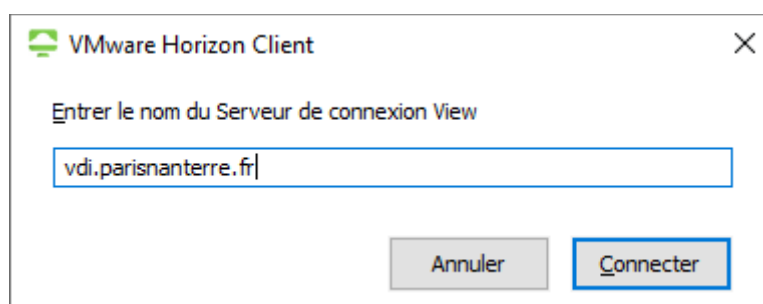 VMware Horizon Client
Entrer le nom du Serveur de connexion View
vdi.parisnanterre.fr
Annuler
Connecter